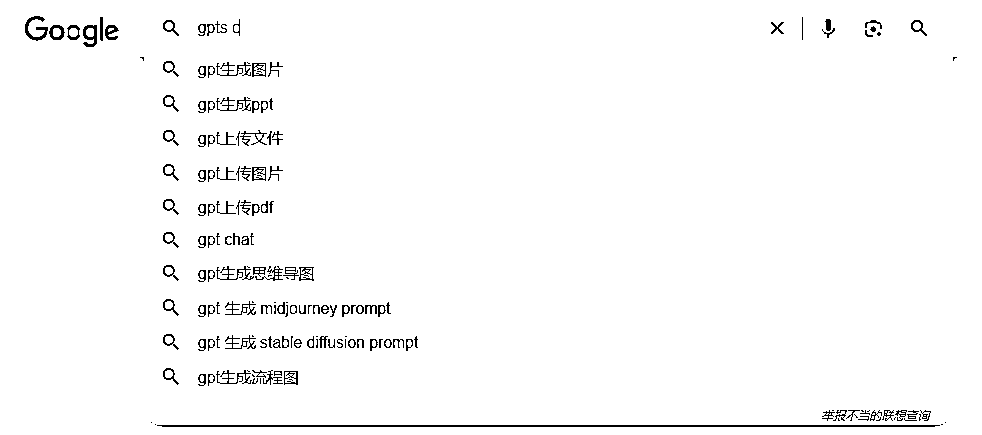 Google
gpts d
gpt生成图片
gpt生成ppt
gpt上传文件
gpt上传图片
gpt上传pdf
gpt chat
gpt生成思维导图
gpt 生成 midjourney prompt
gpt 生成 stable diffusion prompt
gpt生成流程图
举报不当的联想查询